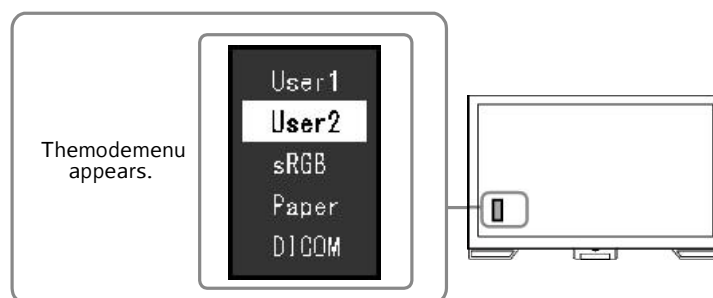 Themodemenu
appears.
User1
User2
sRGB
Paper
DICOM